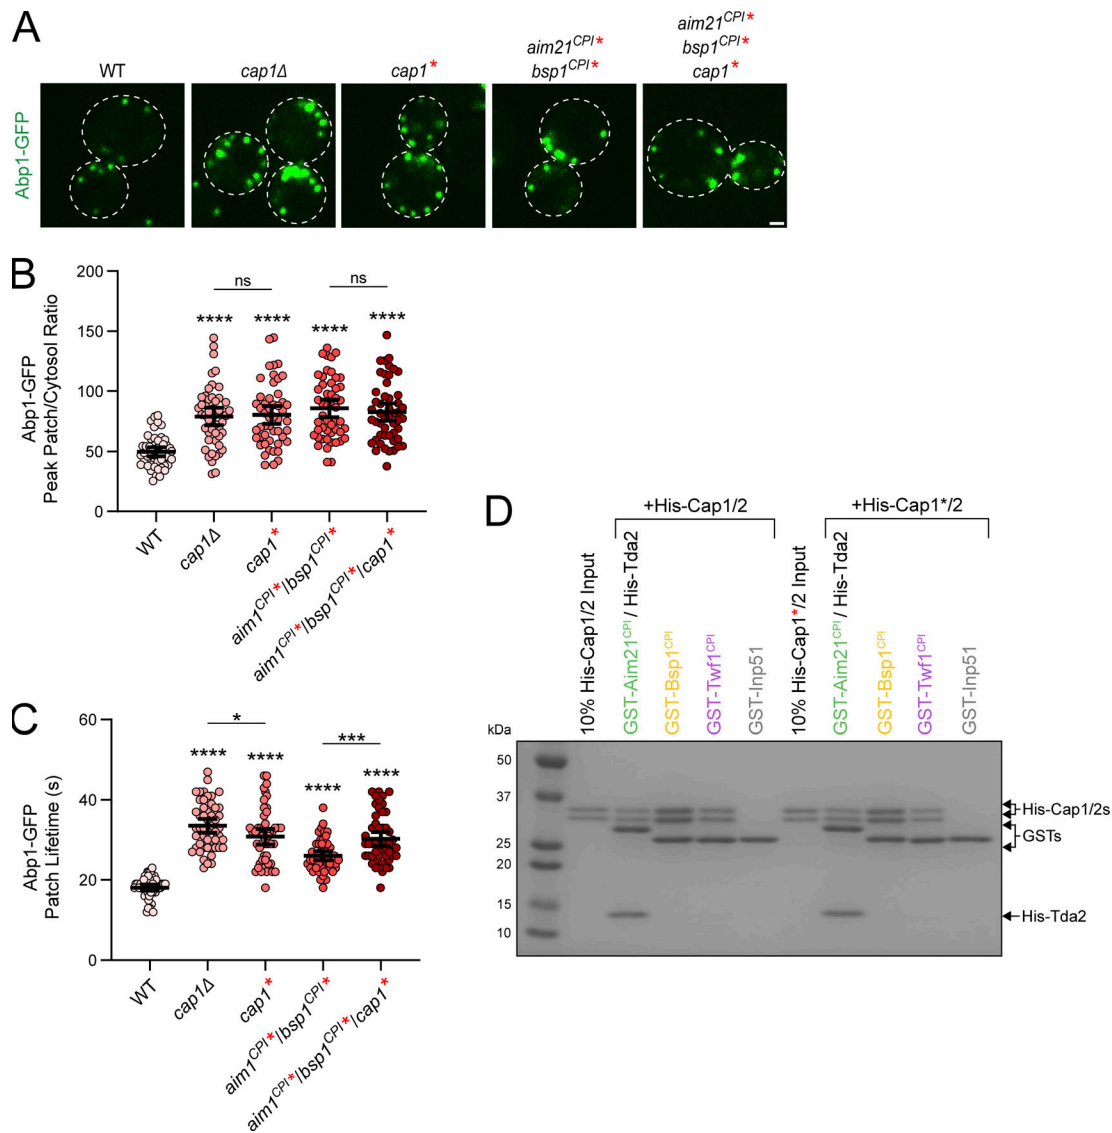 A
WT
cap1Δ
cap1*
aim21CPI*
bsp1CPI*
aim21CPI*
bsp1CPI*
cap1*
Abp1-GFP
B
Abp1-GFP
Peak Patch/Cytosol Ratio
200
150
100
50
0
ns
ns
****
****
****
****
WT
cap1Δ
cap1*
aim1CPI*/bsp1CPI*
aim1CPI*/bsp1CPI*/cap1*
C
Abp1-GFP
Patch Lifetime (s)
60
40
20
0
*
***
****
****
****
****
WT
cap1Δ
cap1*
aim1CPI*/bsp1CPI*
aim1CPI*/bsp1CPI*/cap1*
D
+His-Cap1/2
+His-Cap1*/2
10% His-Cap1/2 Input
GST-Aim21CPI/ His-Tda2
GST-Bsp1CPI
GST-Twf1CPI
GST-Inp51
10% His-Cap1*/2 Input
GST-Aim21CPI/ His-Tda2
GST-Bsp1CPI
GST-Twf1CPI
GST-Inp51
kDa
50
37
25
20
15
10
His-Cap1/2s
GSTs
His-Tda2